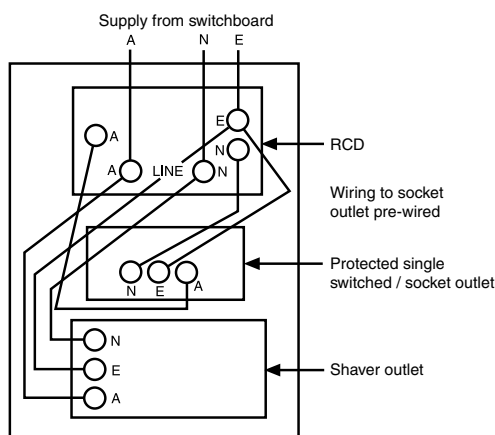 Supply from switchboard
A N E
E
A
RCD
N
A LINE N
Wiring to socket
outlet pre-wired
Protected single
switched / socket outlet
N E A
N
Shaver outlet
E
A